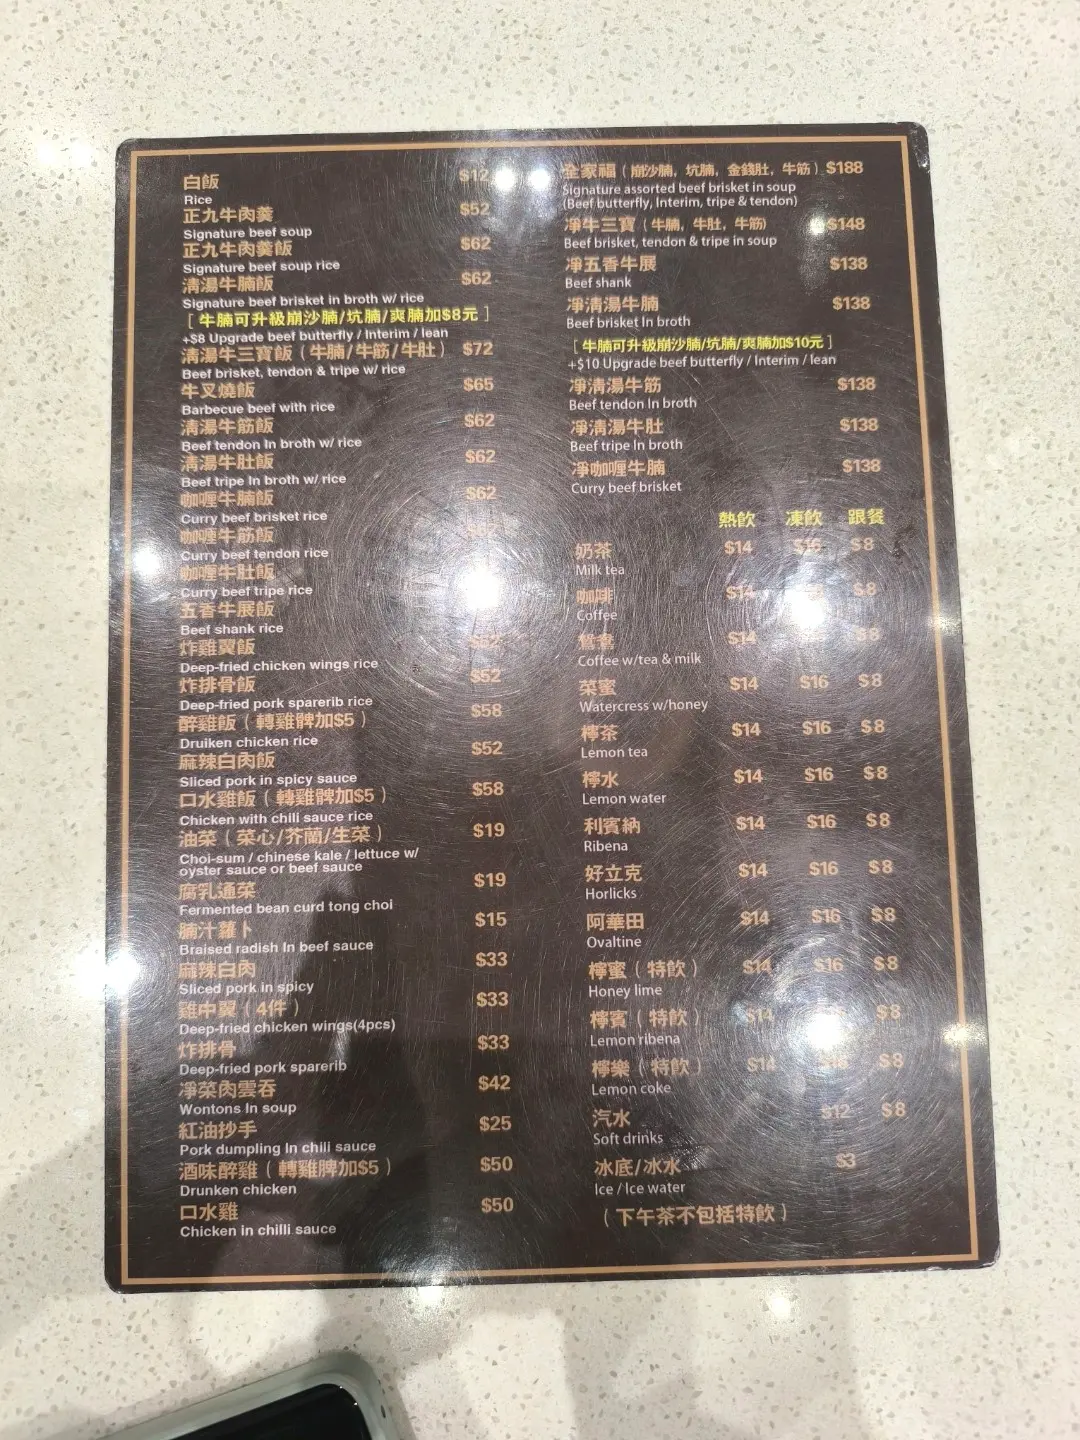 白飯 $12
Rice
正九牛肉羹 $52
Signature beef soup
正九牛肉羹飯 $62
Signature beef soup rice
清湯牛腩飯 $62
Signature beef brisket in broth w/ rice
[ 牛腩可升級崩沙腩/坑腩/爽腩加$8元 ]
+$8 Upgrade beef butterfly / Interim / lean
清湯牛三寶飯 ( 牛腩/牛筋/牛肚 ) $72
Beef brisket, tendon & tripe w/ rice
牛叉燒飯 $65
Barbecue beef with rice
清湯牛筋飯 $62
Beef tendon In broth w/ rice
清湯牛肚飯 $62
Beef tripe In broth w/ rice
咖喱牛腩飯 $62
Curry beef brisket rice
咖喱牛筋飯
Curry beef tendon rice
咖喱牛肚飯
Curry beef tripe rice
五香牛展飯
Beef shank rice
炸雞翼飯
Deep-fried chicken wings rice
炸排骨飯 $52
Deep-fried pork sparerib rice
醉雞飯 ( 轉雞髀加$5 ) $58
Druiken chicken rice
麻辣白肉飯 $52
Sliced pork in spicy sauce
口水雞飯 ( 轉雞髀加$5 ) $58
Chicken with chili sauce rice
油菜 ( 菜心/芥蘭/生菜 ) $19
Choi-sum / chinese kale / lettuce w/
oyster sauce or beef sauce
腐乳通菜 $19
Fermented bean curd tong choi
腩汁蘿卜 $15
Braised radish In beef sauce
麻辣白肉 $33
Sliced pork in spicy
雞中翼 ( 4件 ) $33
Deep-fried chicken wings(4pcs)
炸排骨 $33
Deep-fried pork sparerib
凈菜肉雲吞 $42
Wontons In soup
紅油抄手 $25
Pork dumpling In chili sauce
酒味醉雞 ( 轉雞脾加$5 ) $50
Drunken chicken
口水雞 $50
Chicken in chilli sauce
全家福 ( 崩沙腩, 坑腩, 金錢肚, 牛筋 ) $188
Signature assorted beef brisket in soup
(Beef butterfly, Interim, tripe & tendon)
凈牛三寶 ( 牛腩, 牛肚, 牛筋) $148
Beef brisket, tendon & tripe in soup
凈五香牛展 $138
Beef shank
凈清湯牛腩 $138
Beef brisket In broth
[ 牛腩可升級崩沙腩/坑腩/爽腩加$10元 ]
+$10 Upgrade beef butterfly / Interim / lean
凈清湯牛筋 $138
Beef tendon In broth
凈清湯牛肚 $138
Beef tripe In broth
凈咖喱牛腩 $138
Curry beef brisket
熱飲 凍飲 跟餐
奶茶 $14 $16 $8
Milk tea
咖啡 $14 $8
Coffee
鴛鴦 $14 $8
Coffee w/tea & milk
菜蜜 $14 $16 $8
Watercress w/honey
檸茶 $14 $16 $8
Lemon tea
檸水 $14 $16 $8
Lemon water
利賓納 $14 $16 $8
Ribena
好立克 $14 $16 $8
Horlicks
阿華田 $14 $16 $8
Ovaltine
檸蜜 ( 特飲 ) $14 $16 $8
Honey lime
檸賓 ( 特飲 ) $14 $8
Lemon ribena
檸樂 ( 特飲 ) $14 $8
Lemon coke
汽水 $12 $8
Soft drinks
冰底/冰水 $3
Ice / Ice water
( 下午茶不包括特飲 )